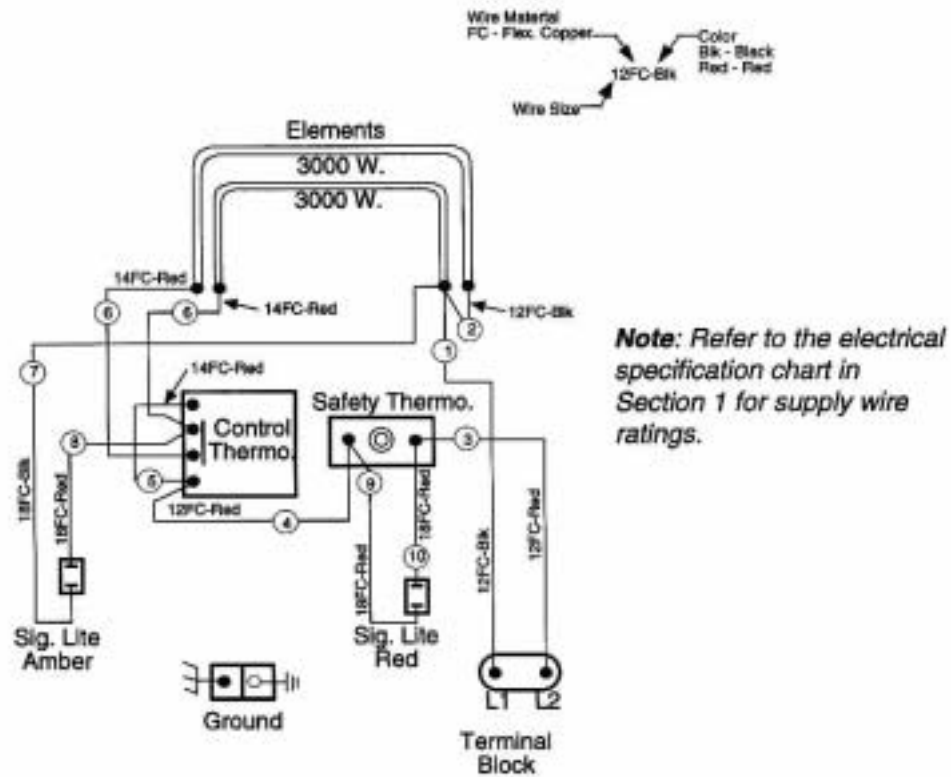 Wire Material
FC - Flex. Copper
Color
Blk - Black
Red - Red
12FC-Blk
Wire Size
Elements
3000 W.
3000 W.
14FC-Red
6
6
14FC-Red
2
12FC-Blk
1
7
14FC-Red
Note: Refer to the electrical
specification chart in
Section 1 for supply wire
ratings.
Safety Thermo.
Control
Thermo.
8
3
5
9
18FC-Blk
18FC-Red
12FC-Red
4
18FC-Red
10
18FC-Red
12FC-Blk
12FC-Red
Sig. Lite
Amber
Sig. Lite
Red
Ground
L1 L2
Terminal
Block